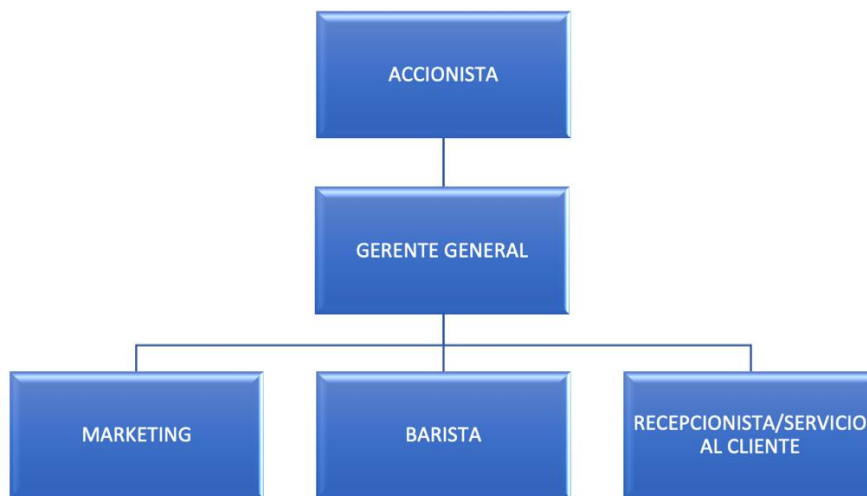 ACCIONISTA
GERENTE GENERAL
MARKETING
BARISTA
RECEPCIONISTA/SERVICIO
AL CLIENTE